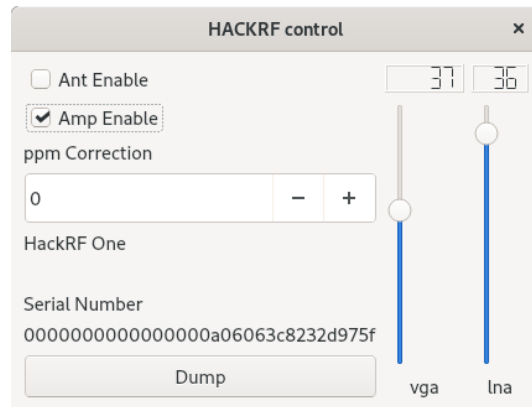 HACKRF control
Ant Enable
37 36
Amp Enable
ppm Correction
0
HackRF One
Serial Number
0000000000000000a06063c8232d975f
Dump
vga lna